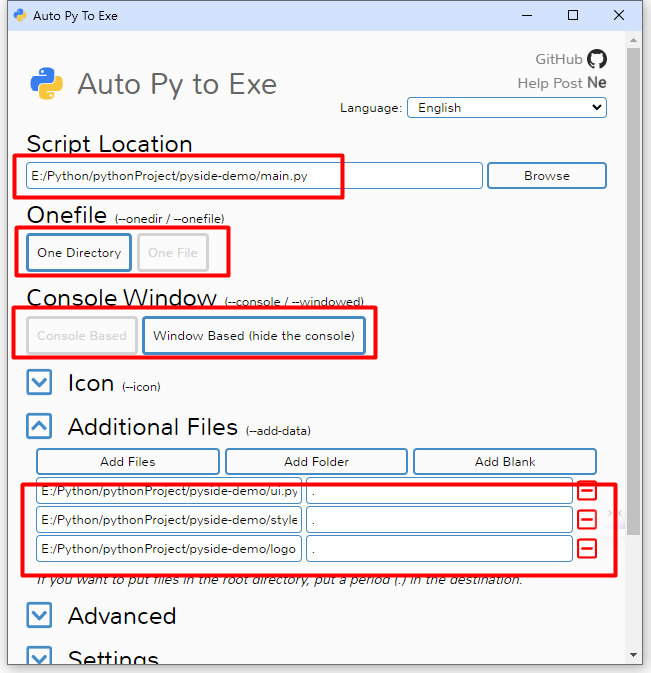 Auto Py To Exe
GitHub
Help Post Ne
Auto Py to Exe
Language: English
Script Location
E:/Python/pythonProject/pyside-demo/main.py Browse
Onefile (--onedir / --onefile)
One Directory One File
Console Window (--console / --windowed)
Console Based Window Based (hide the console)
Icon (--icon)
Additional Files (--add-data)
Add Files Add Folder Add Blank
E:/Python/pythonProject/pyside-demo/ui.py .
E:/Python/pythonProject/pyside-demo/style .
E:/Python/pythonProject/pyside-demo/logo .
If you want to put files in the root directory, put a period (.) in the destination.
Advanced
Settings